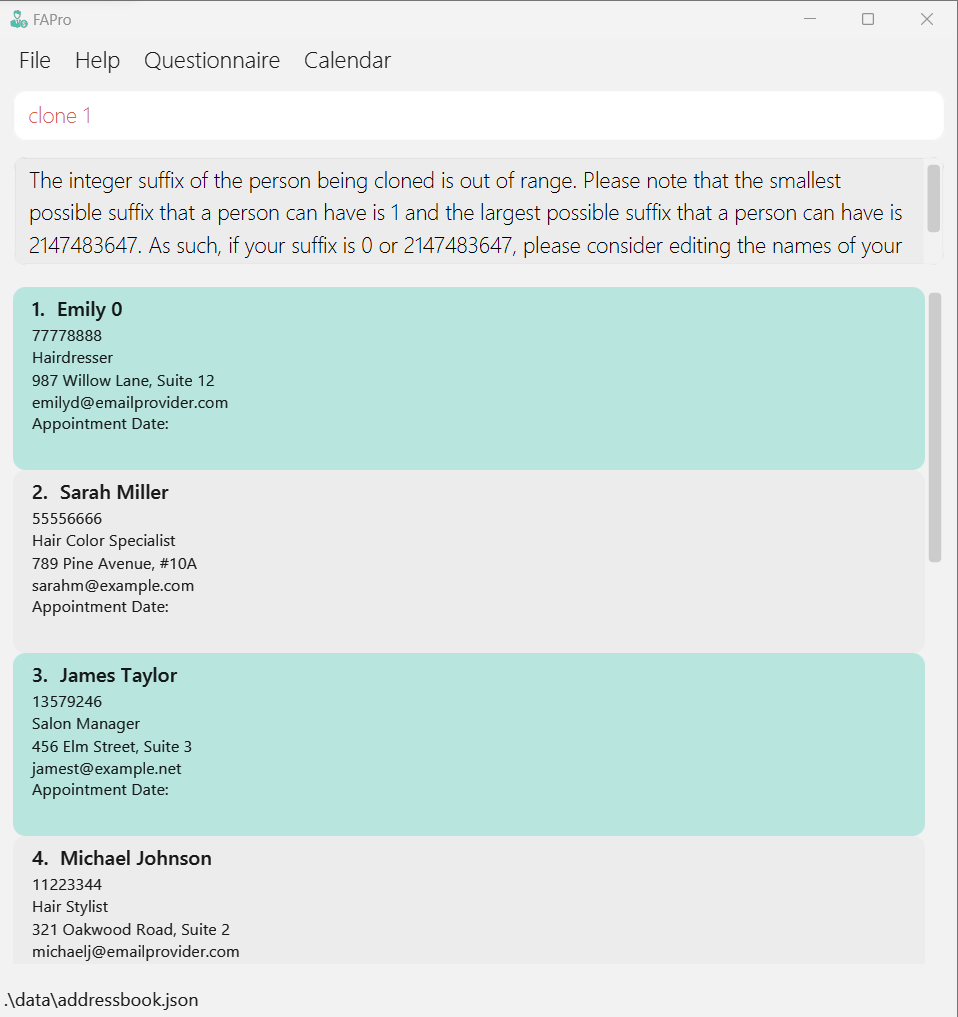 FAPro
File Help Questionnaire Calendar
clone 1
The integer suffix of the person being cloned is out of range. Please note that the smallest
possible suffix that a person can have is 1 and the largest possible suffix that a person can have is
2147483647. As such, if your suffix is 0 or 2147483647, please consider editing the names of your
1. Emily 0
77778888
Hairdresser
987 Willow Lane, Suite 12
emilyd@emailprovider.com
Appointment Date:
2. Sarah Miller
55556666
Hair Color Specialist
789 Pine Avenue, #10A
sarahm@example.com
Appointment Date:
3. James Taylor
13579246
Salon Manager
456 Elm Street, Suite 3
jamest@example.net
Appointment Date:
4. Michael Johnson
11223344
Hair Stylist
321 Oakwood Road, Suite 2
michaelj@emailprovider.com
.\data\addressbook.json